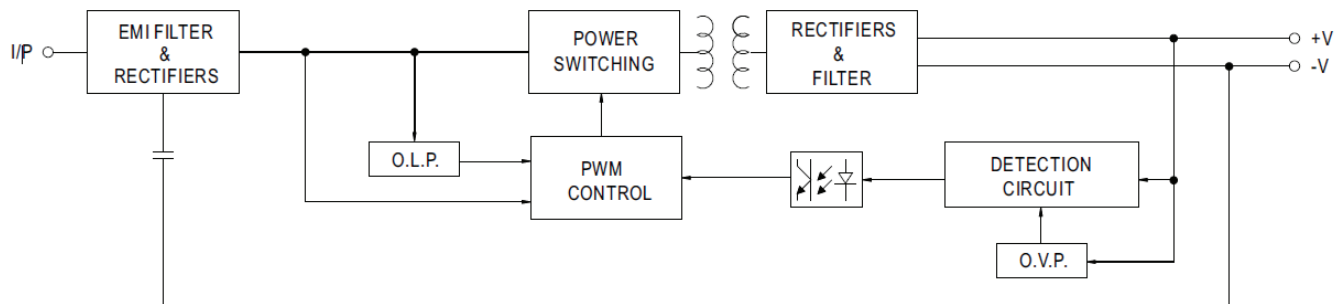 I/P
EMI FILTER
&
RECTIFIERS
POWER
SWITCHING
RECTIFIERS
&
FILTER
+V
-V
O.L.P.
PWM
CONTROL
DETECTION
CIRCUIT
O.V.P.